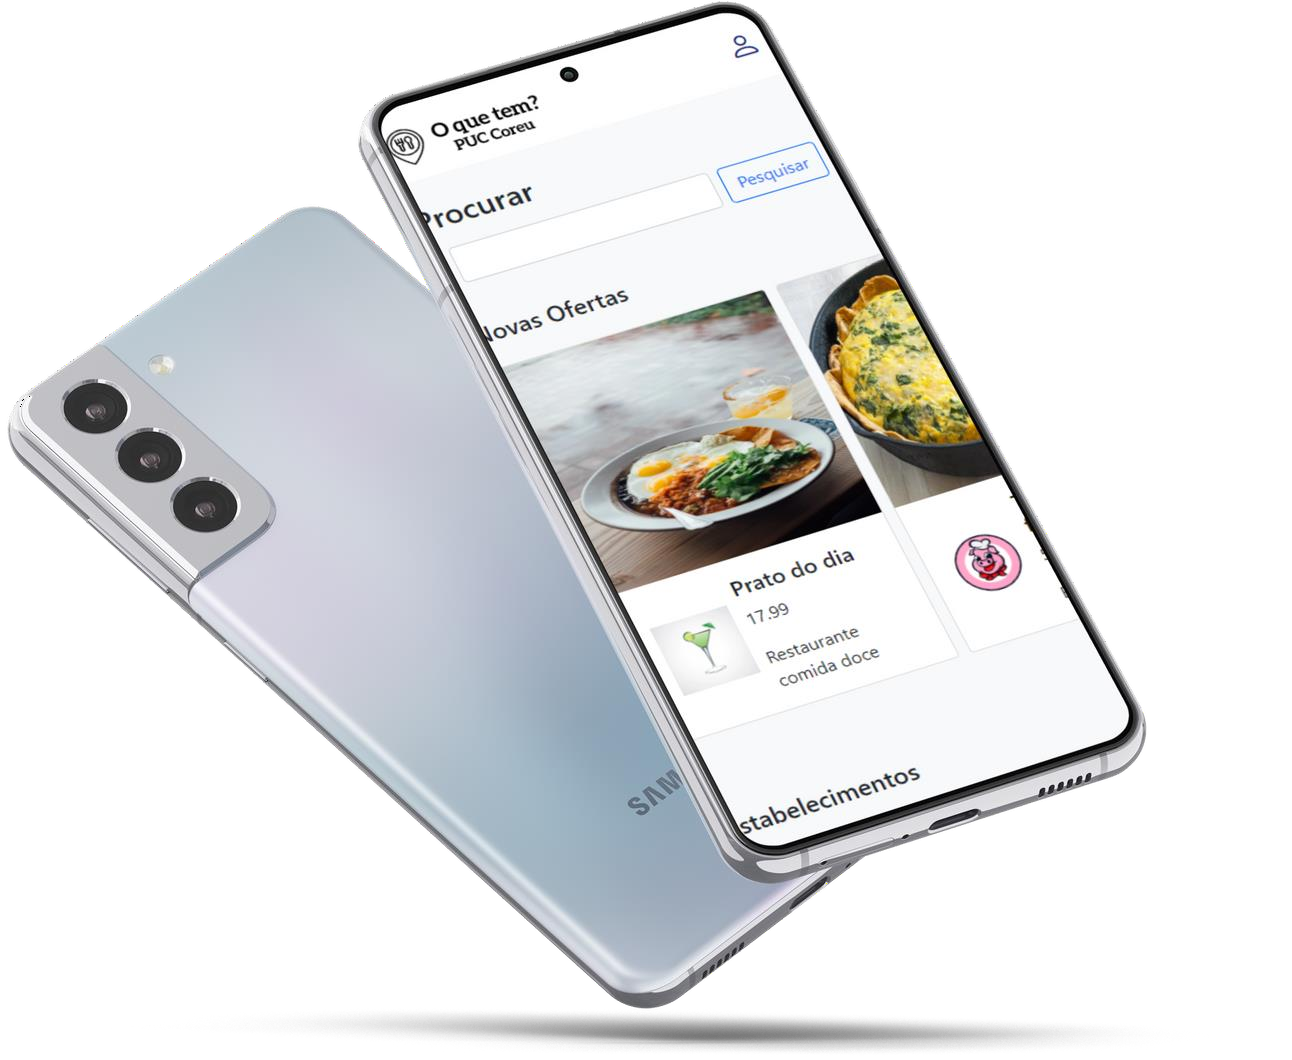 O que tem?
PUC Coreu
Procurar
Pesquisar
Novas Ofertas
Prato do dia
17.99
Restaurante
comida doce
stabelecimentos
SAM